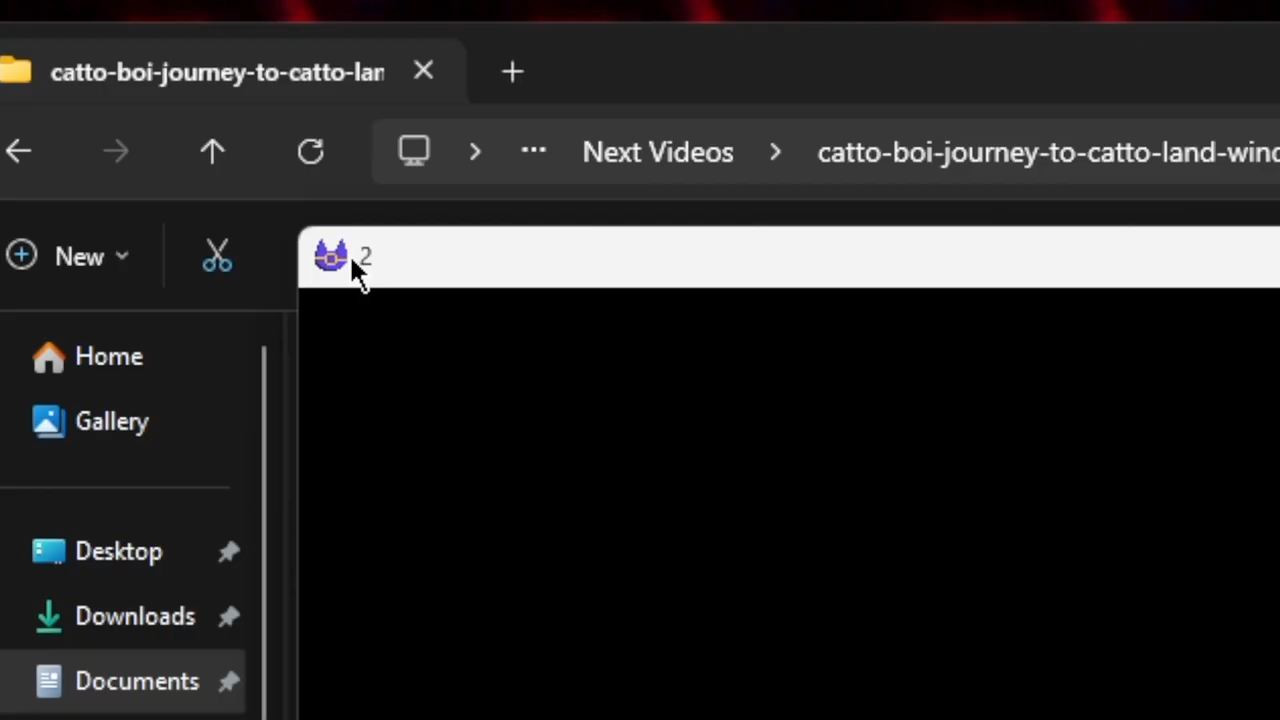 catto-boi-journey-to-catto-lan
Next Videos
catto-boi-journey-to-catto-land-wind
New
2
Home
Gallery
Desktop
Downloads
Documents